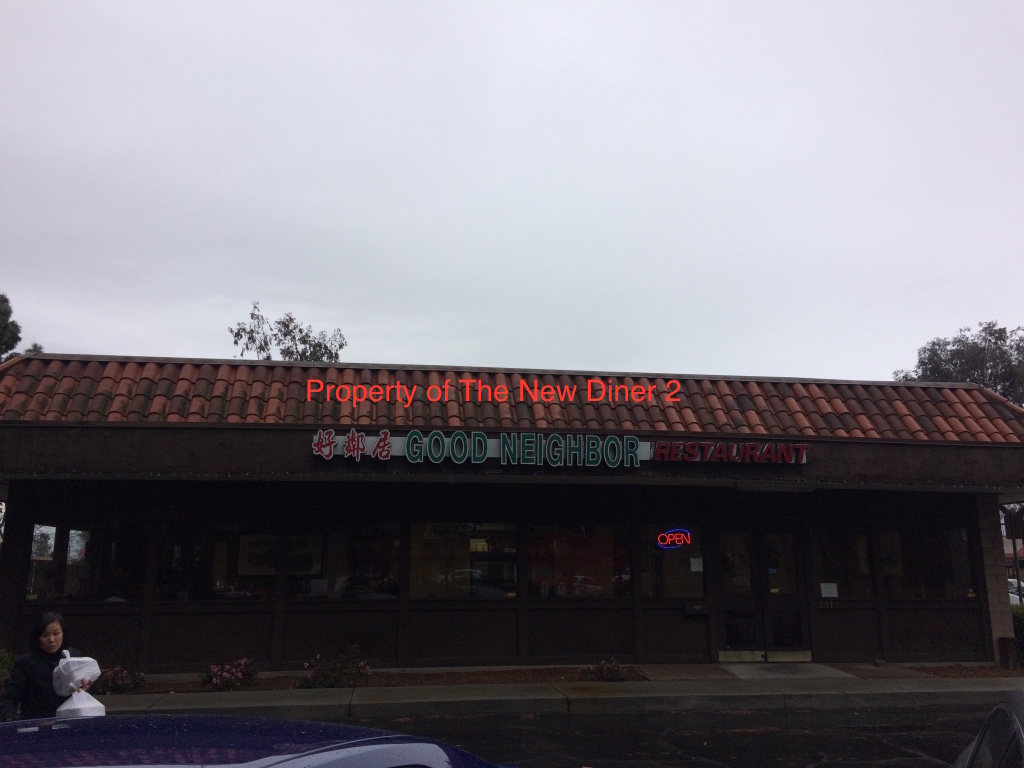 Property of The New Diner 2
好鄰居 GOOD NEIGHBOR RESTAURANT
OPEN